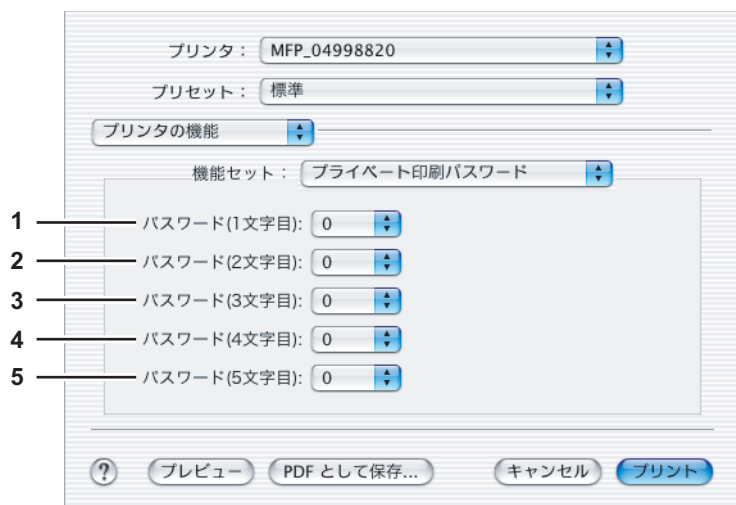 プリンタ： MFP_04998820
プリセット： 標準
プリンタの機能
機能セット： プライベート印刷パスワード
1 パスワード(1文字目): 0
2 パスワード(2文字目): 0
3 パスワード(3文字目): 0
4 パスワード(4文字目): 0
5 パスワード(5文字目): 0
? プレビュー PDF として保存... キャンセル プリント